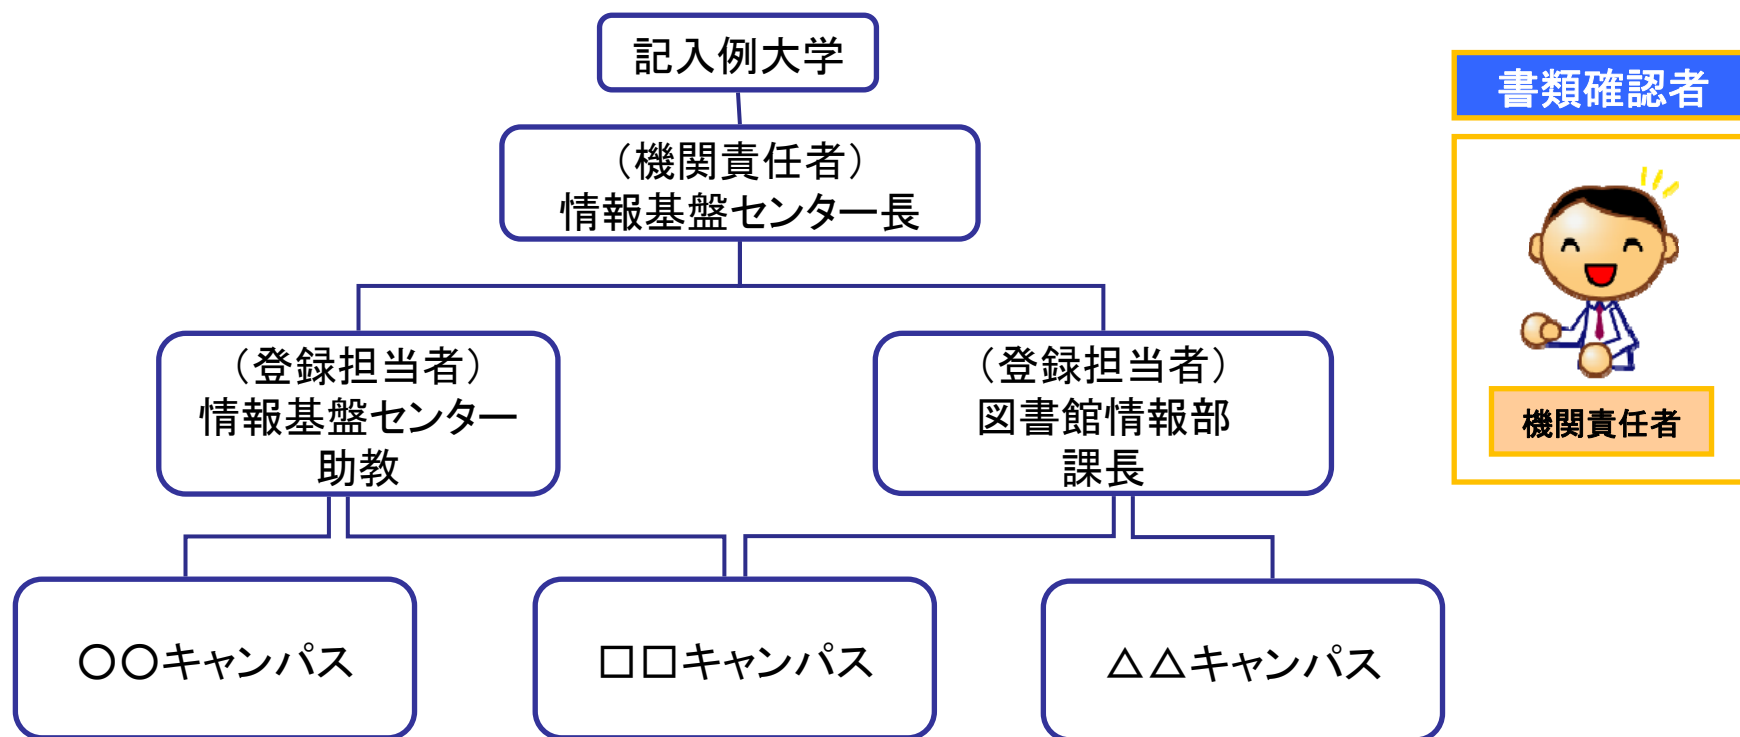 記入例大学
（機関責任者）
情報基盤センター長
（登録担当者）
情報基盤センター
助教
（登録担当者）
図書館情報部
課長
〇〇キャンパス
□□キャンパス
△△キャンパス
書類確認者
機関責任者